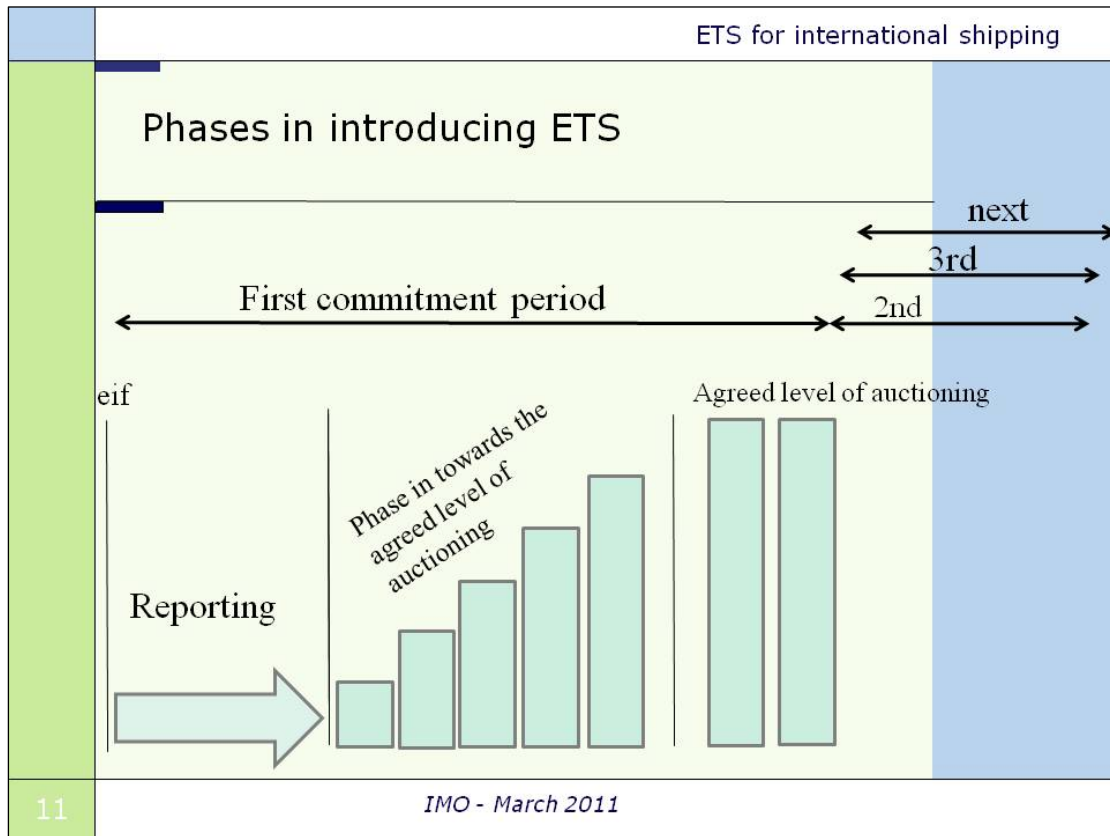 ETS for international shipping
Phases in introducing ETS
next
3rd
First commitment period
2nd
eif
Agreed level of auctioning
Phase in towards the
agreed level of
auctioning
Reporting
11
IMO - March 2011